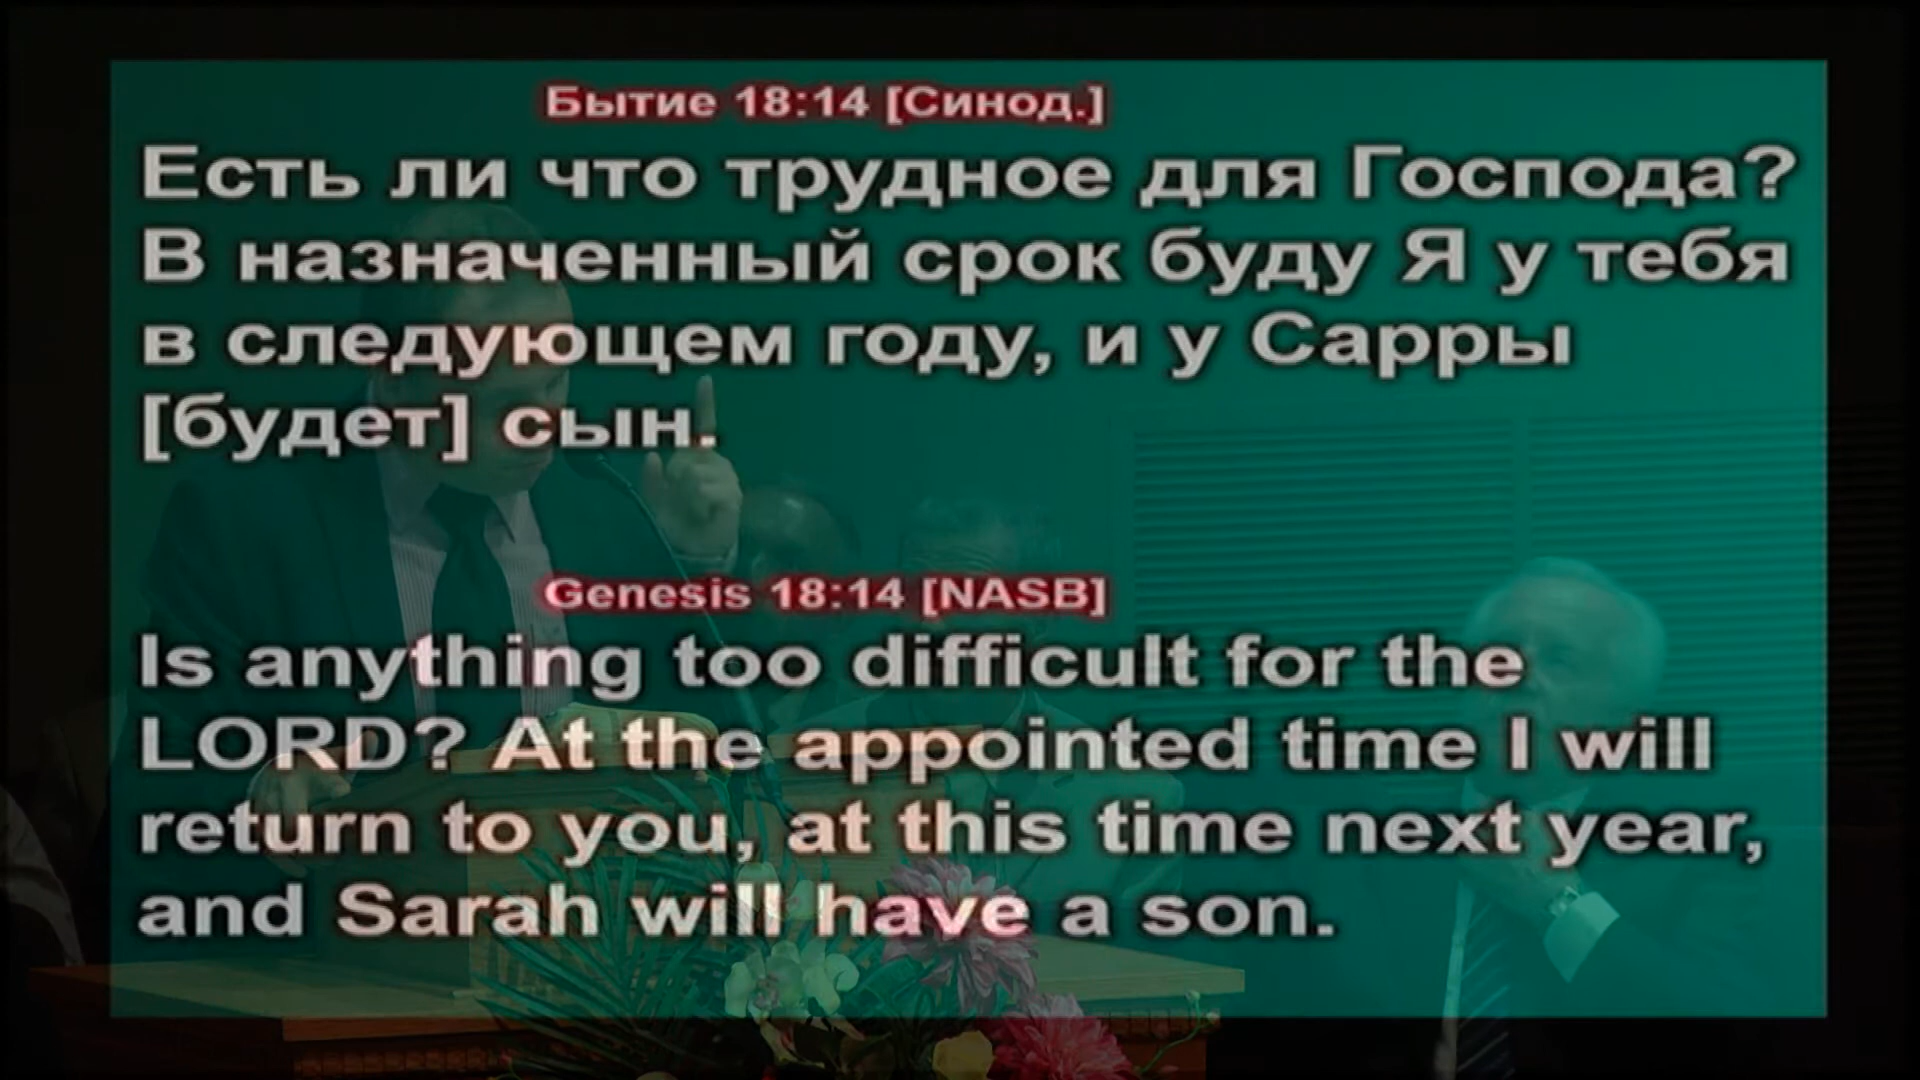 Бытие 18:14 [Синод.]
Есть ли что трудное для Господа?
В назначенный срок буду Я у тебя
в следующем году, и у Сарры
[будет] сын.
Genesis 18:14 [NASB]
Is anything too difficult for the
LORD? At the appointed time I will
return to you, at this time next year,
and Sarah will have a son.